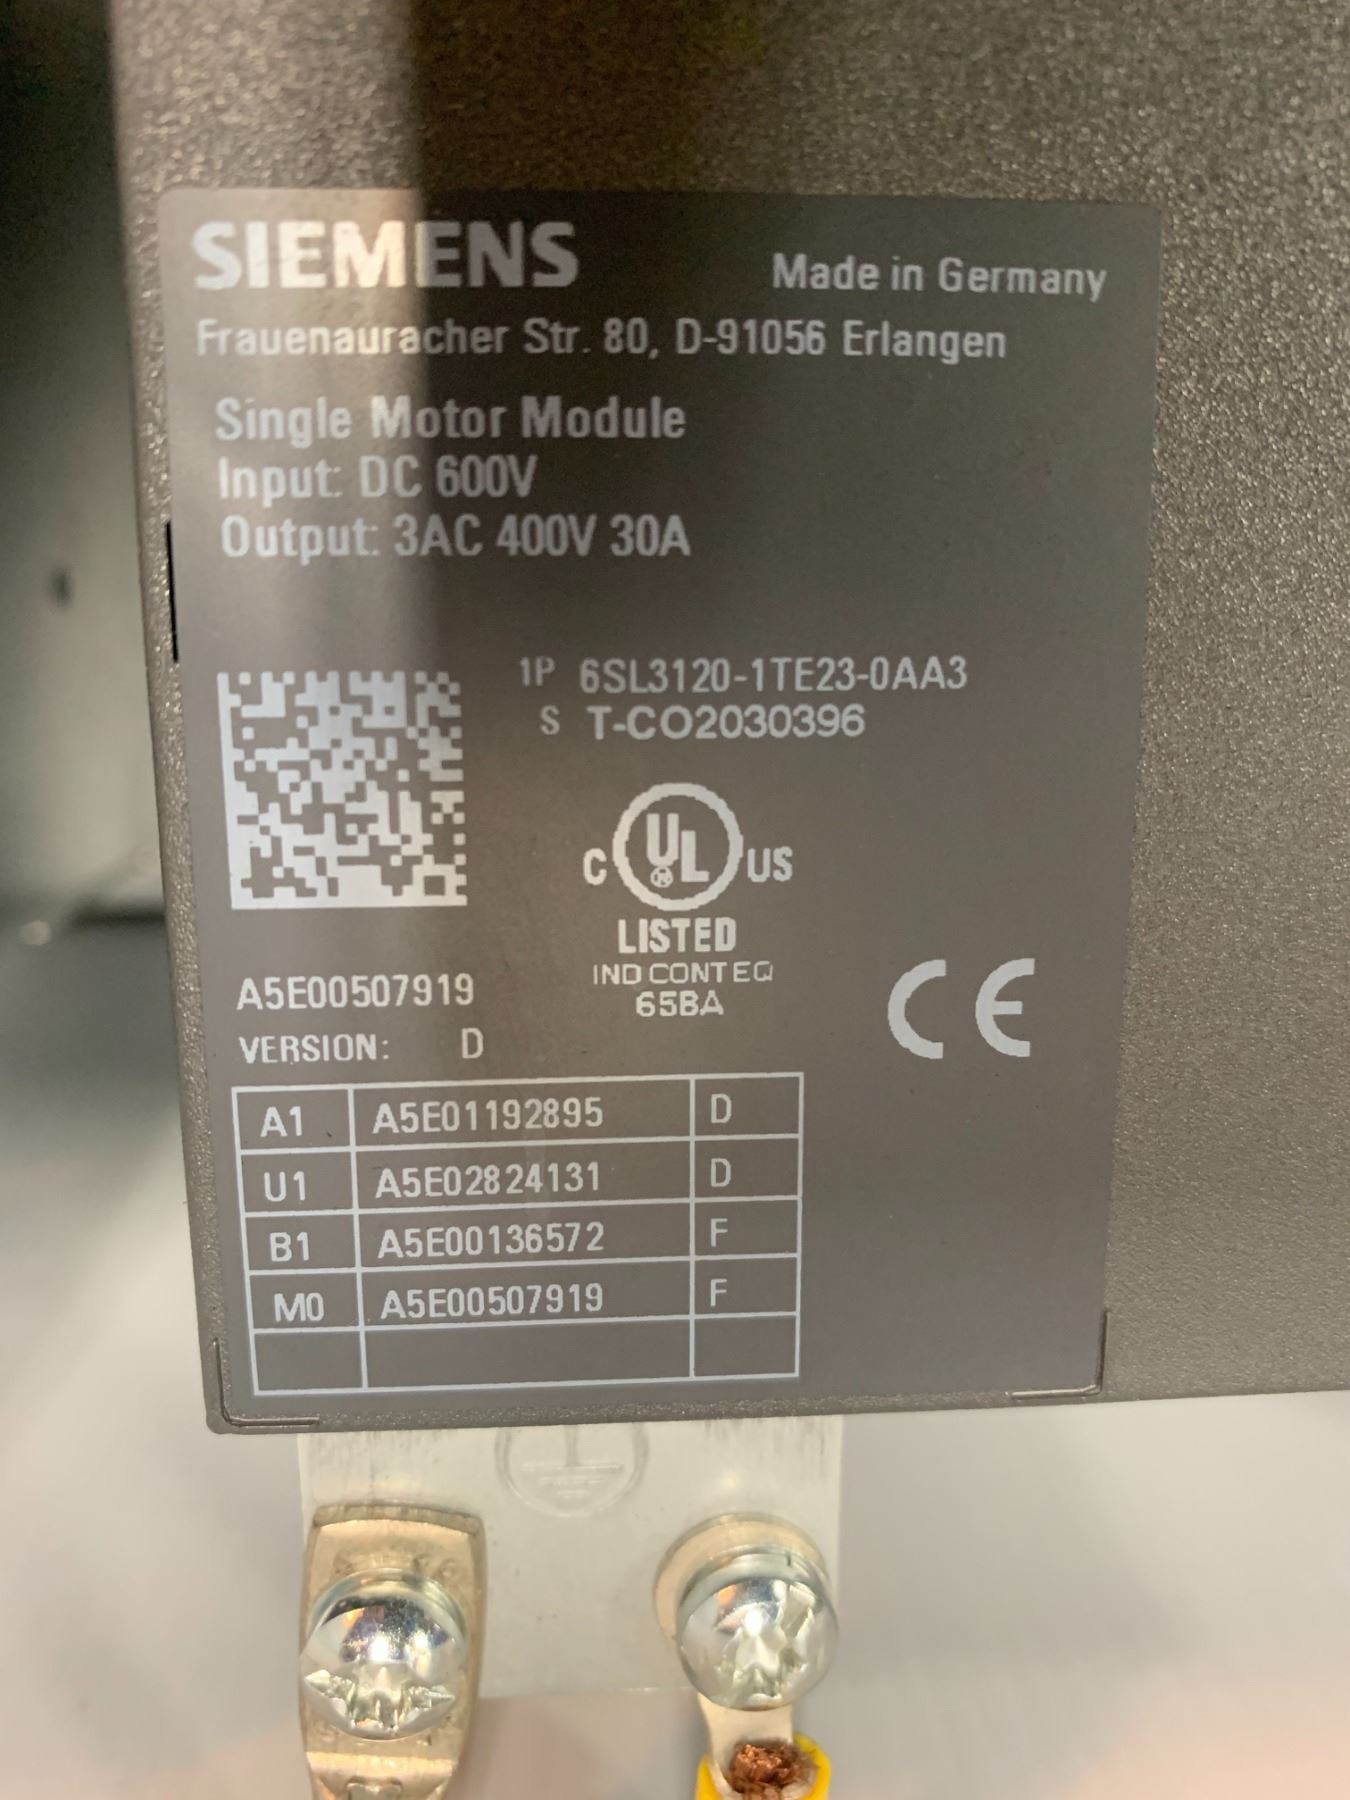 SIEMENS
Made in Germany
Frauenauracher Str. 80, D-91056 Erlangen
Single Motor Module
Input: DC 600V
Output: 3AC 400V 30A
1P 6SL3120-1TE23-0AA3
S T-CO2030396
C UL US
LISTED
IND CONT EQ
65BA
CE
A5E00507919
VERSION: D
A1 A5E01192895 D
U1 A5E02824131 D
B1 A5E00136572 F
M0 A5E00507919 F